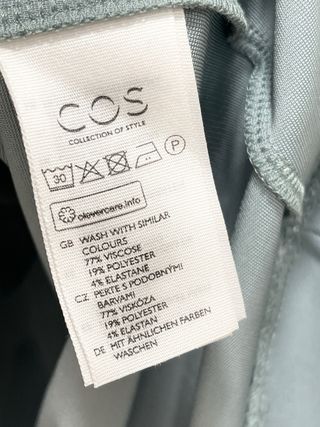 COS
COLLECTION OF STYLE
30
P
clevercare.info
GB WASH WITH SIMILAR
COLOURS
77% VISCOSE
19% POLYESTER
4% ELASTANE
CZ PERTE S PODOBNÝMI
BARVAMI
77% VISKÓZA
19% POLYESTER
4% ELASTAN
DE MIT ÄHNLICHEN FARBEN
WASCHEN